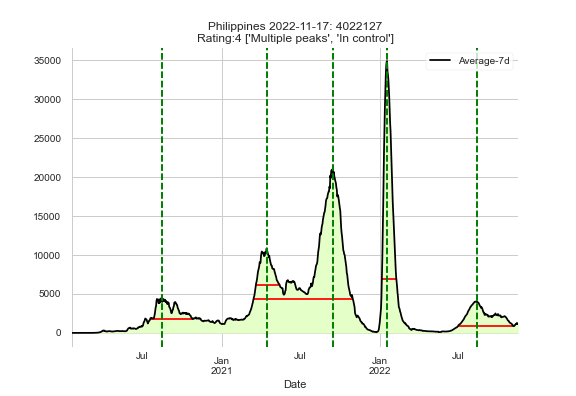 Philippines 2022-11-17: 4022127
Rating:4 ['Multiple peaks', 'In control']
35000
30000
25000
20000
15000
10000
5000
0
Average-7d
Jul
Jan
2021
Jul
Jan
2022
Jul
Date